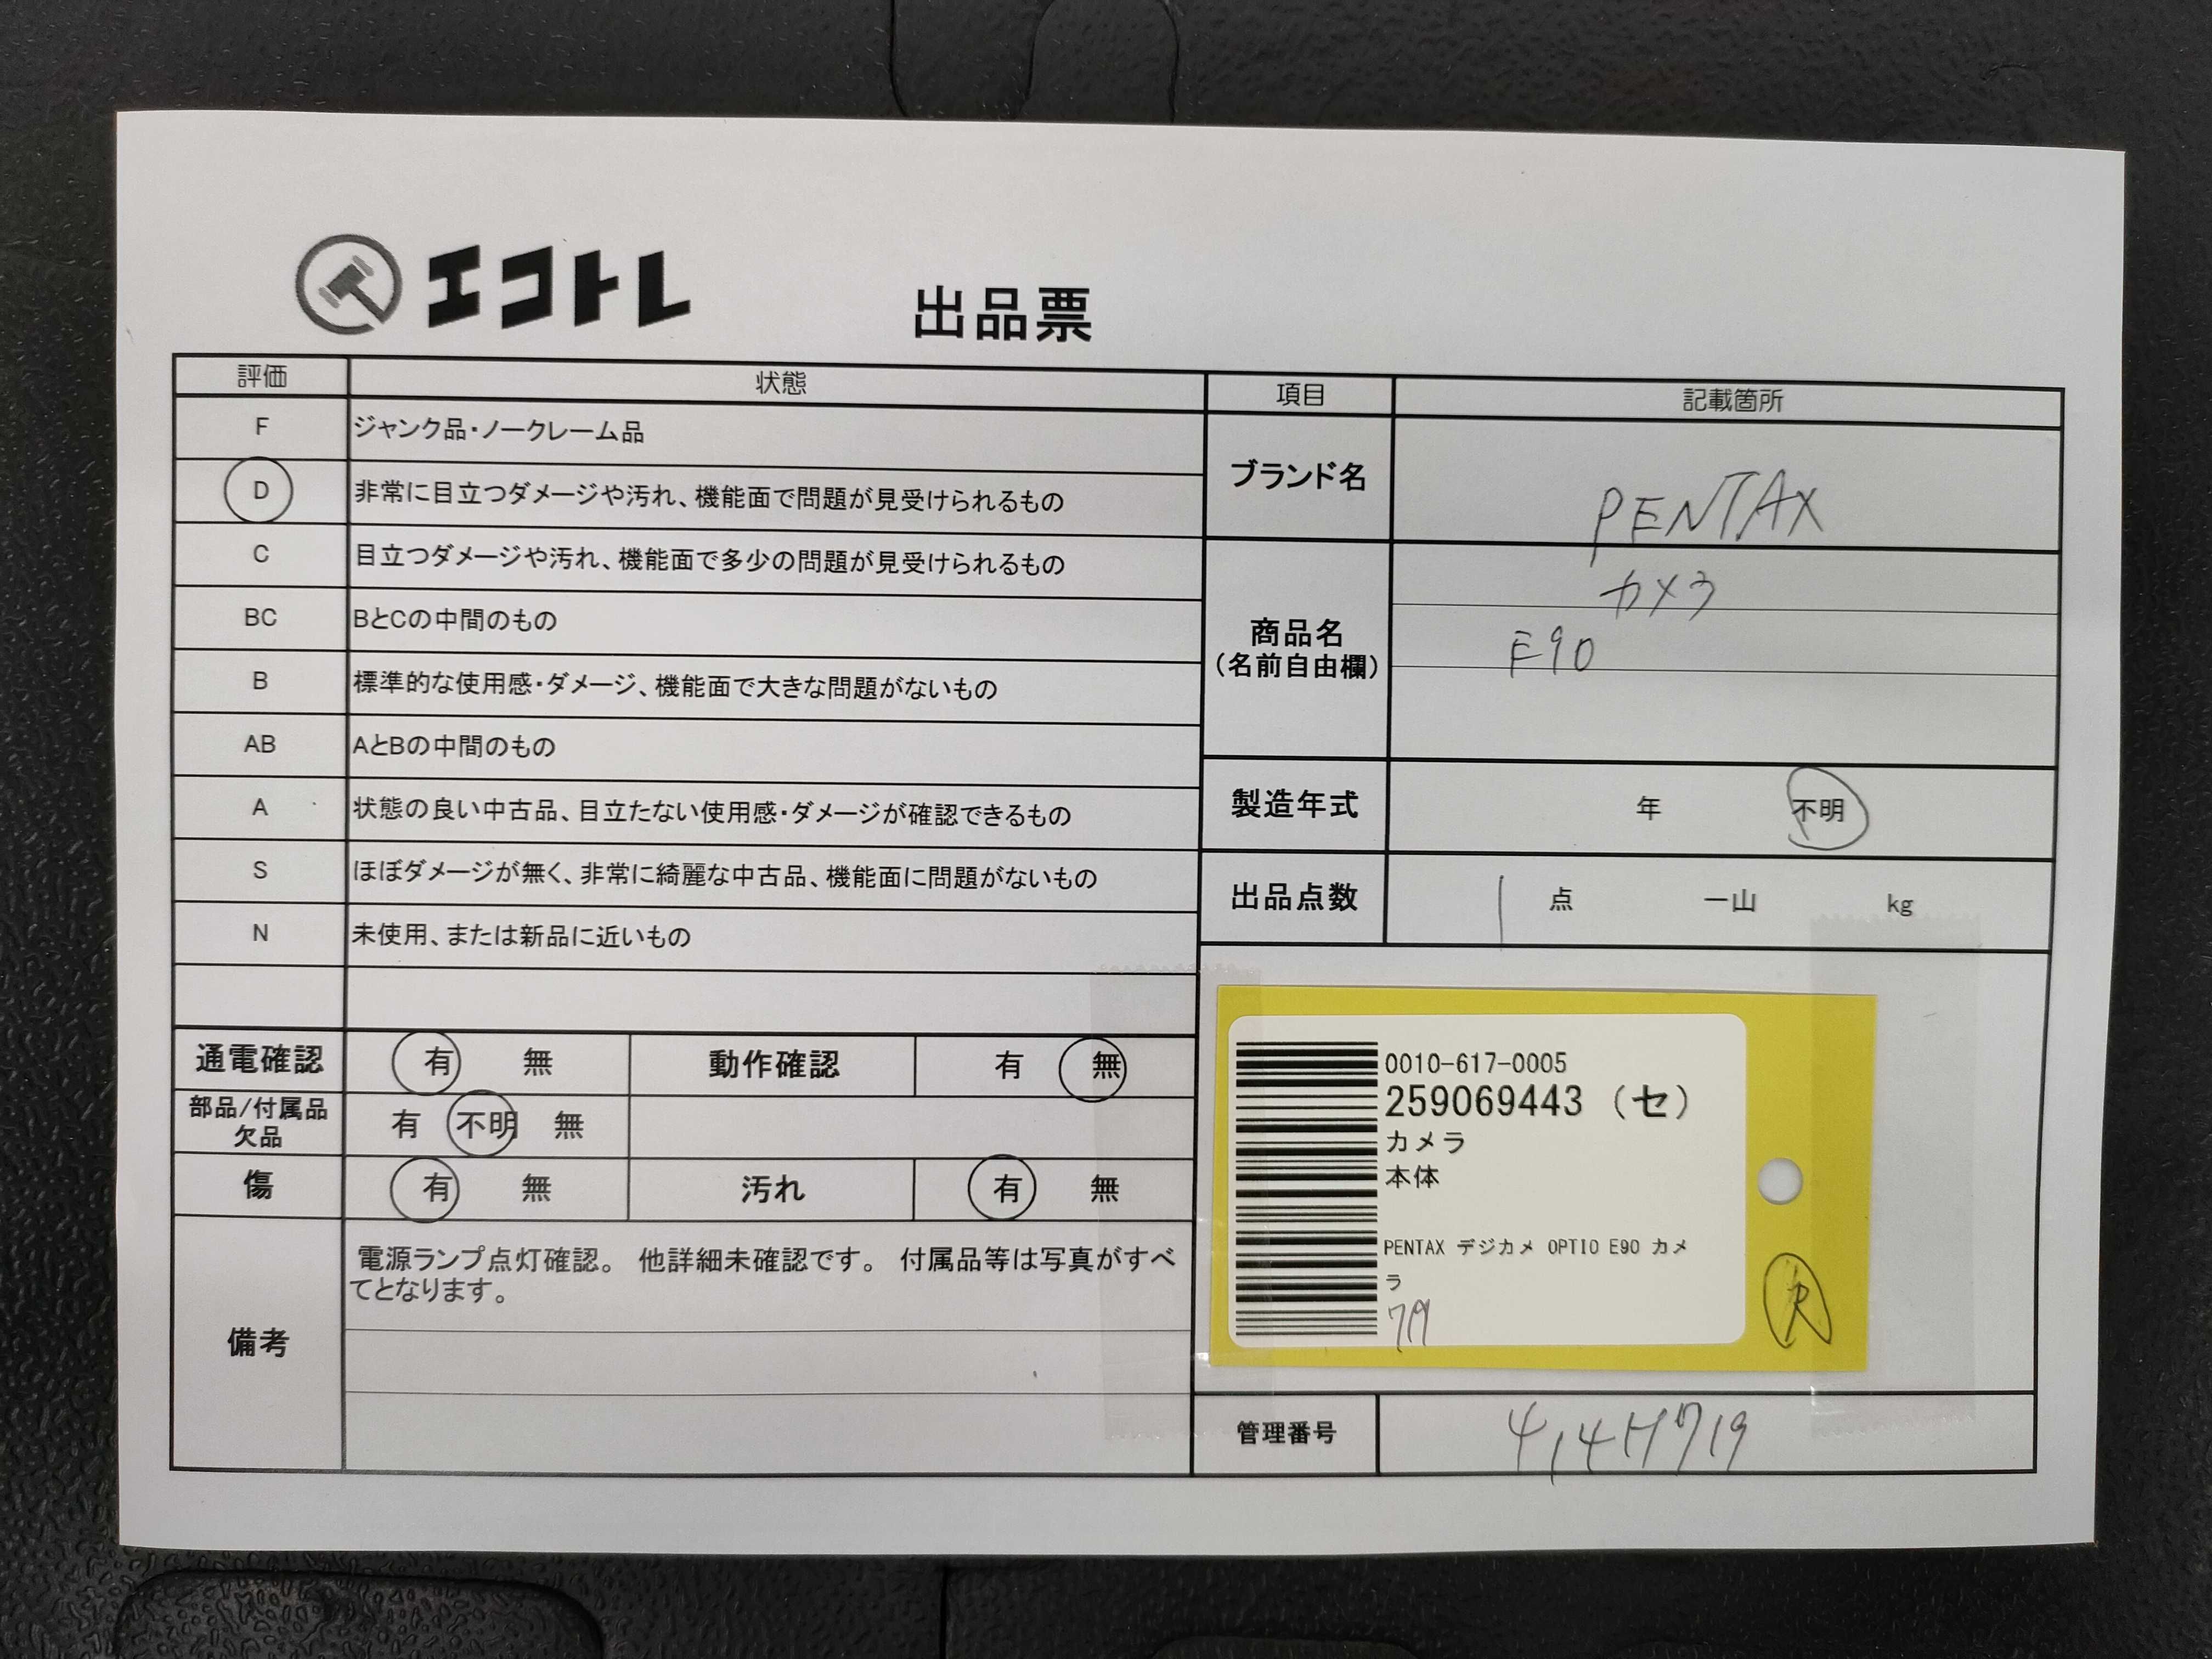 エコトレ
出品票
評価 状態
F ジャンク品・ノークレーム品
D 非常に目立つダメージや汚れ、機能面で問題が見受けられるもの
C 目立つダメージや汚れ、機能面で多少の問題が見受けられるもの
BC BとCの中間のもの
B 標準的な使用感・ダメージ、機能面で大きな問題がないもの
AB AとBの中間のもの
A 状態の良い中古品、目立たない使用感・ダメージが確認できるもの
S ほぼダメージが無く、非常に綺麗な中古品、機能面に問題がないもの
N 未使用、または新品に近いもの
通電確認 有 無 動作確認 有 無
部品/付属品
欠品 有 不明 無
傷 有 無 汚れ 有 無
備考
電源ランプ点灯確認。 他詳細未確認です。 付属品等は写真がすべ
てとなります。
項目 記載箇所
ブランド名 PENTAX
商品名
(名前自由欄)
カメラ
E90
製造年式 年 不明
出品点数 1 点 一山 kg
0010-617-0005
259069443 (セ)
カメラ
本体
PENTAX デジカメ OPTIO E90 カメ
ラ
管理番号 414H719